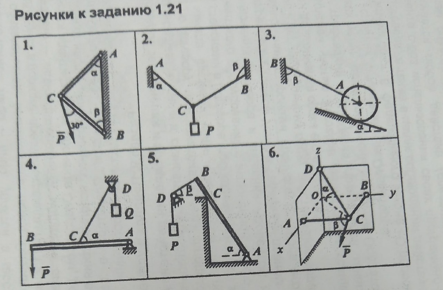 Рисунки к заданию 1.21
1.
A
α
C
β
30°
P̅
B
2.
A
α
β
B
C
P
3.
B
β
A
α
4.
D
Q
B
C
α
A
P̅
5.
B
D
β
C
P
α
A
6.
z
D
O
α
B
y
A
β
C
x
P̅